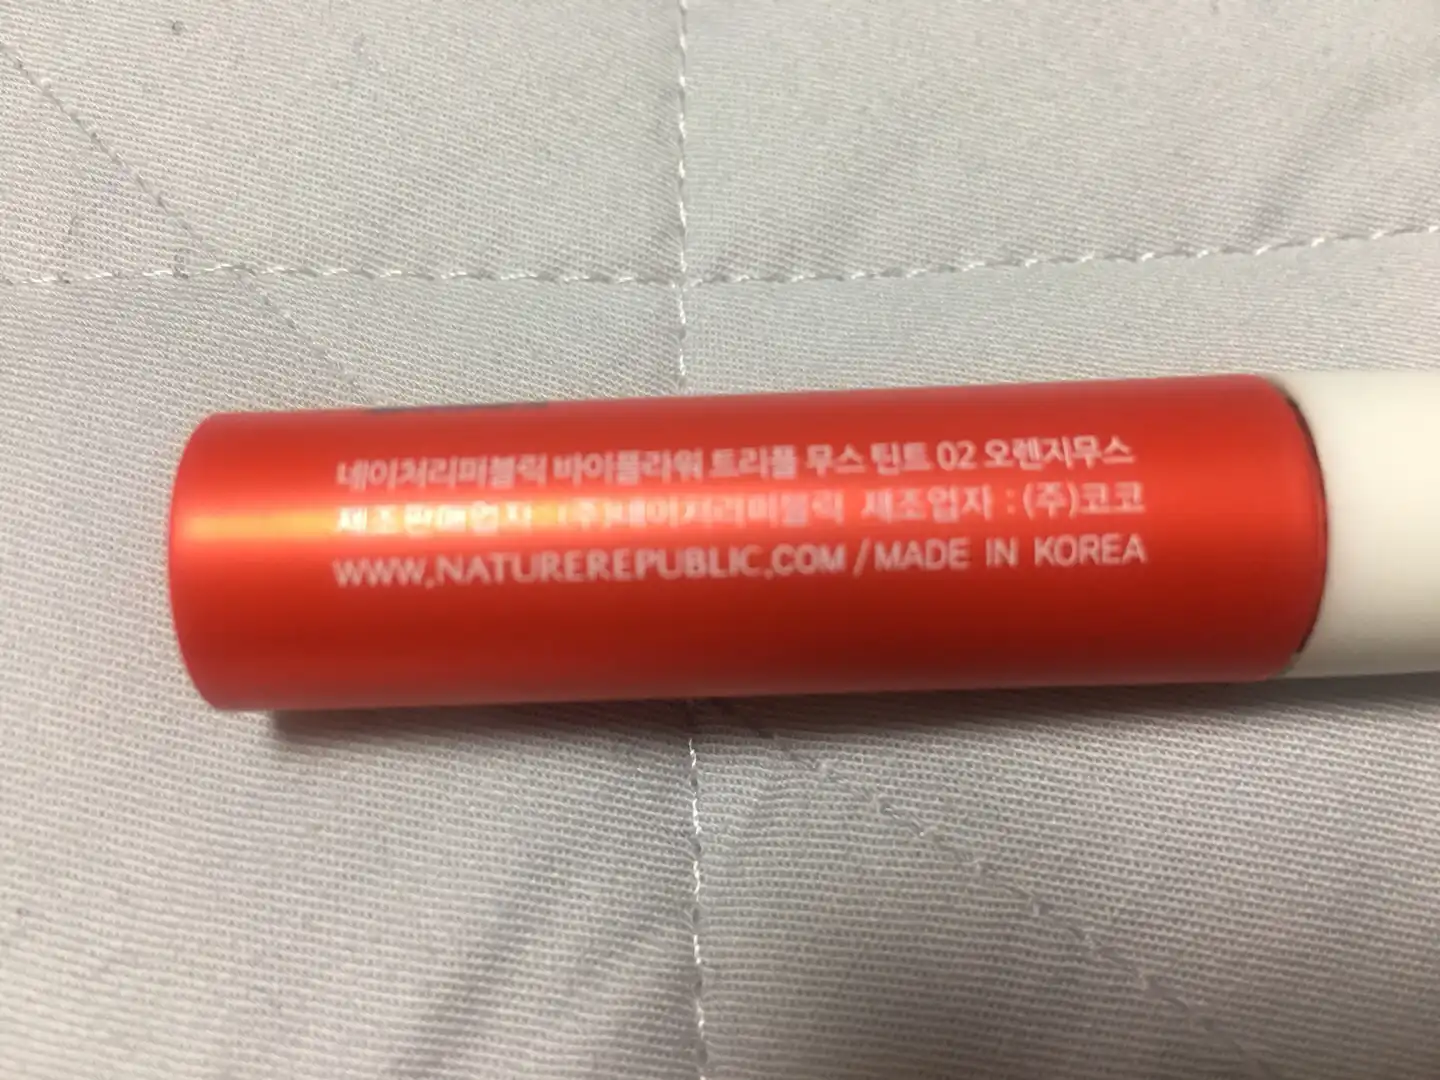 네이처리퍼블릭 바이플라워 트리플 무스 틴트 02 오렌지무스
제조판매업자 : (주)네이처리퍼블릭 제조업자 : (주)코코
WWW.NATUREREPUBLIC.COM / MADE IN KOREA